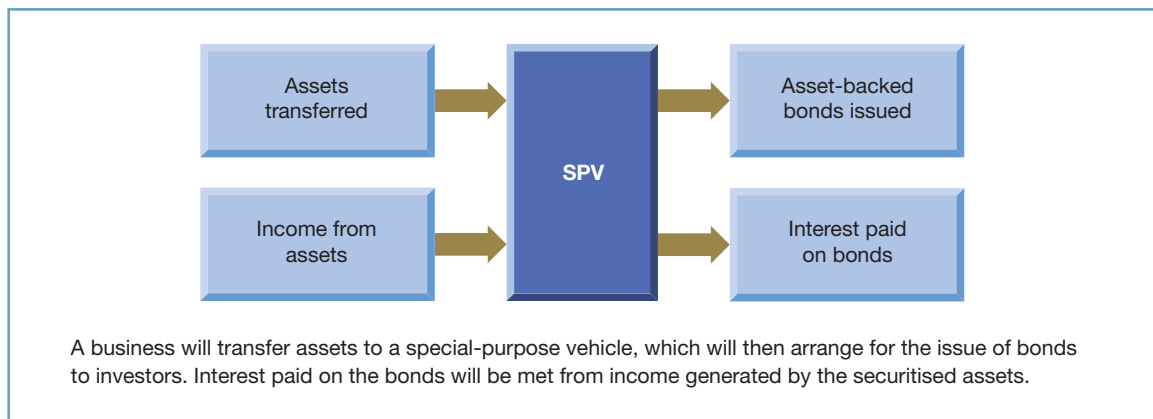 Assets
transferred
Asset-backed
bonds issued
SPV
Income from
assets
Interest paid
on bonds
A business will transfer assets to a special-purpose vehicle, which will then arrange for the issue of bonds
to investors. Interest paid on the bonds will be met from income generated by the securitised assets.